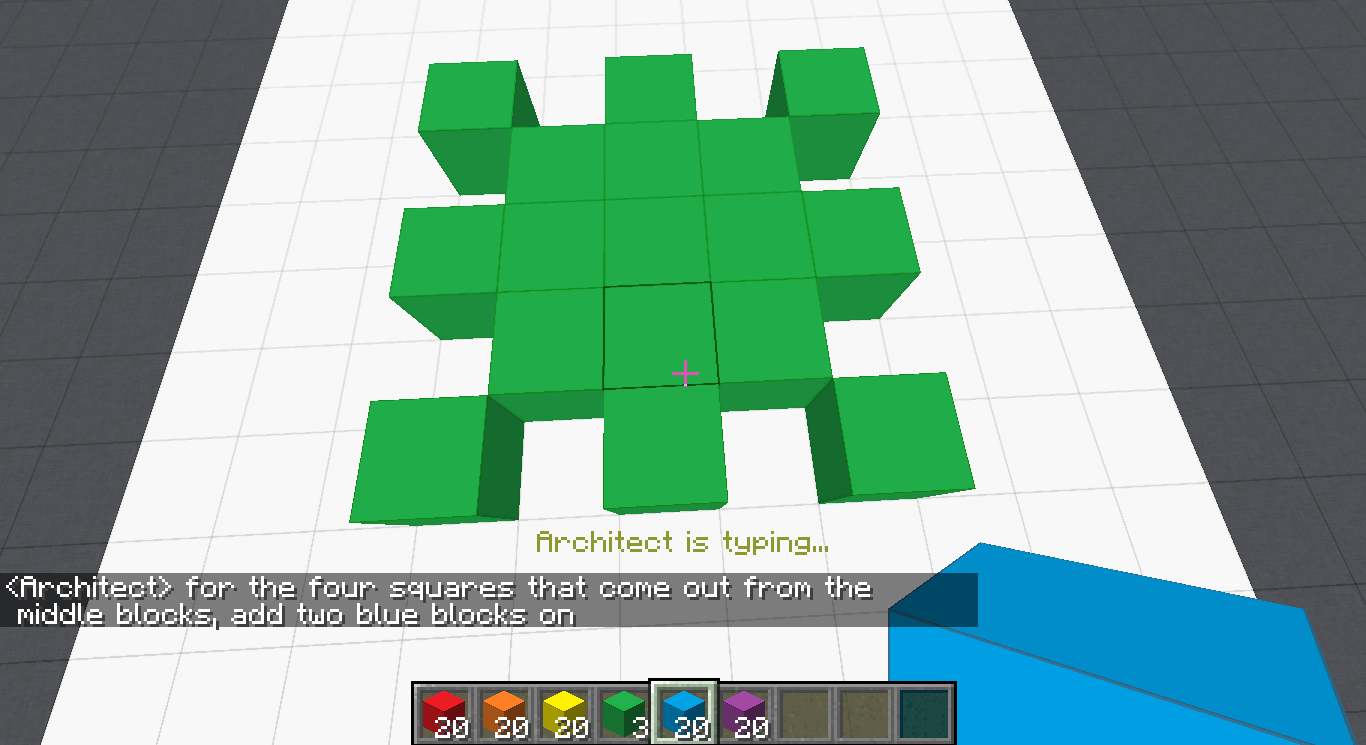 Architect is typing...
<Architect> for the four squares that come out from the
middle blocks, add two blue blocks on
20 20 20 3 20 20